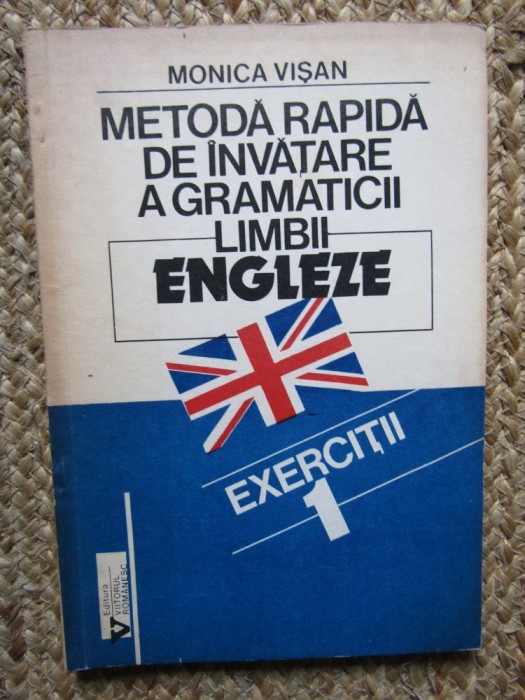 MONICA VIŞAN
METODĂ RAPIDĂ
DE ÎNVĂŢARE
A GRAMATICII
LIMBII
ENGLEZE
EXERCIŢII
1
Editura
VIITORUL
ROMÂNESC
V